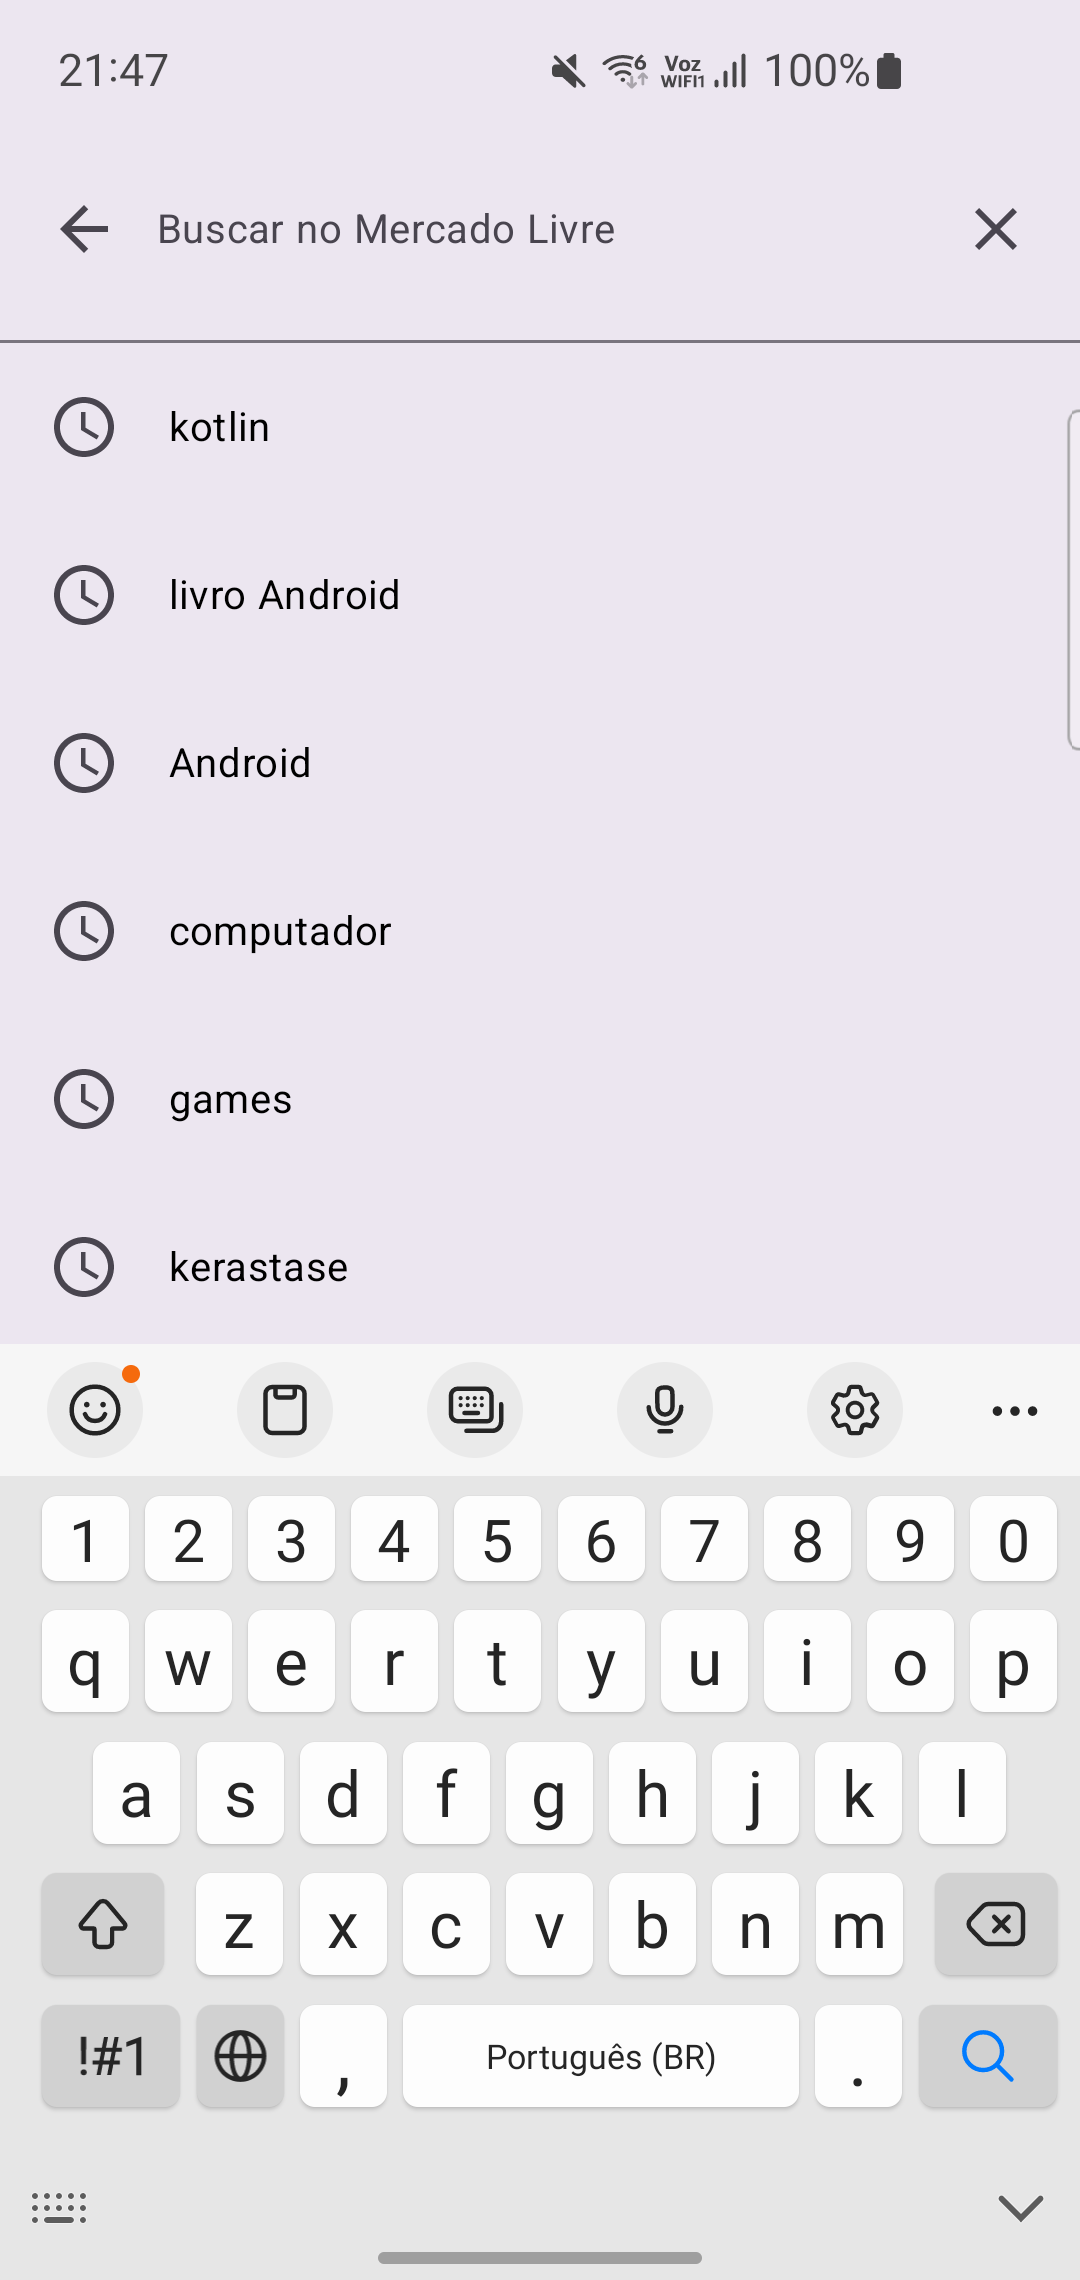 21:47
Voz WIFI1 6 100%
Buscar no Mercado Livre
kotlin
livro Android
Android
computador
games
kerastase
1 2 3 4 5 6 7 8 9 0
q w e r t y u i o p
a s d f g h j k l
z x c v b n m
!#1 , Português (BR) .